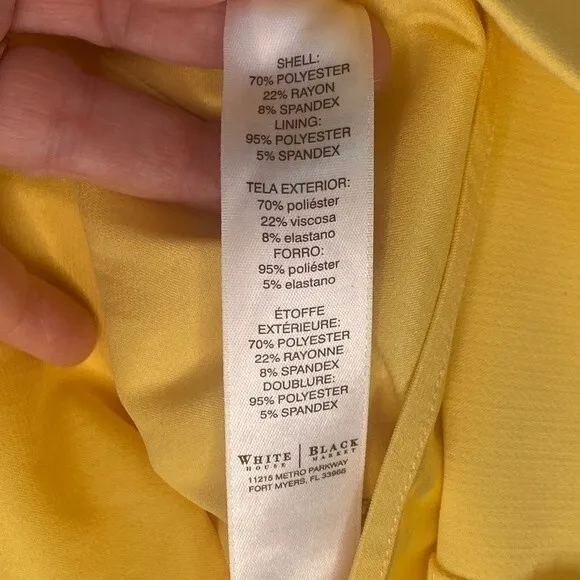 SHELL:
70% POLYESTER
22% RAYON
8% SPANDEX
LINING:
95% POLYESTER
5% SPANDEX
TELA EXTERIOR:
70% poliéster
22% viscosa
8% elastano
FORRO:
95% poliéster
5% elastano
ÉTOFFE
EXTÉRIEURE:
70% POLYESTER
22% RAYONNE
8% SPANDEX
DOUBLURE:
95% POLYESTER
5% SPANDEX
WHITE | BLACK
HOUSE | MARKET
11215 METRO PARKWAY
FORT MYERS, FL 33966